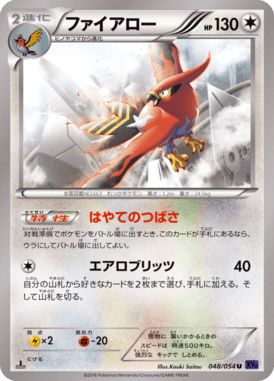 2進化
ファイアロー
HP 130
ヒノヤコマから進化
全国図鑑NO.663 れっかポケモン 高さ：1.2m 重さ：24.5kg
特性 はやてのつばさ
対戦準備でポケモンをバトル場に出すとき、このカードが手札にあるなら、
ウラにしてバトル場に出してよい。
エアロブリッツ 40
自分の山札から好きなカードを2枚まで選び、手札に加える。そして山札
を切る。
弱点 ×2
抵抗力 -20
にげる
Illus.Kouki Saitou
048/054 U
©2016 Pokémon/Nintendo/Creatures/GAME FREAK.